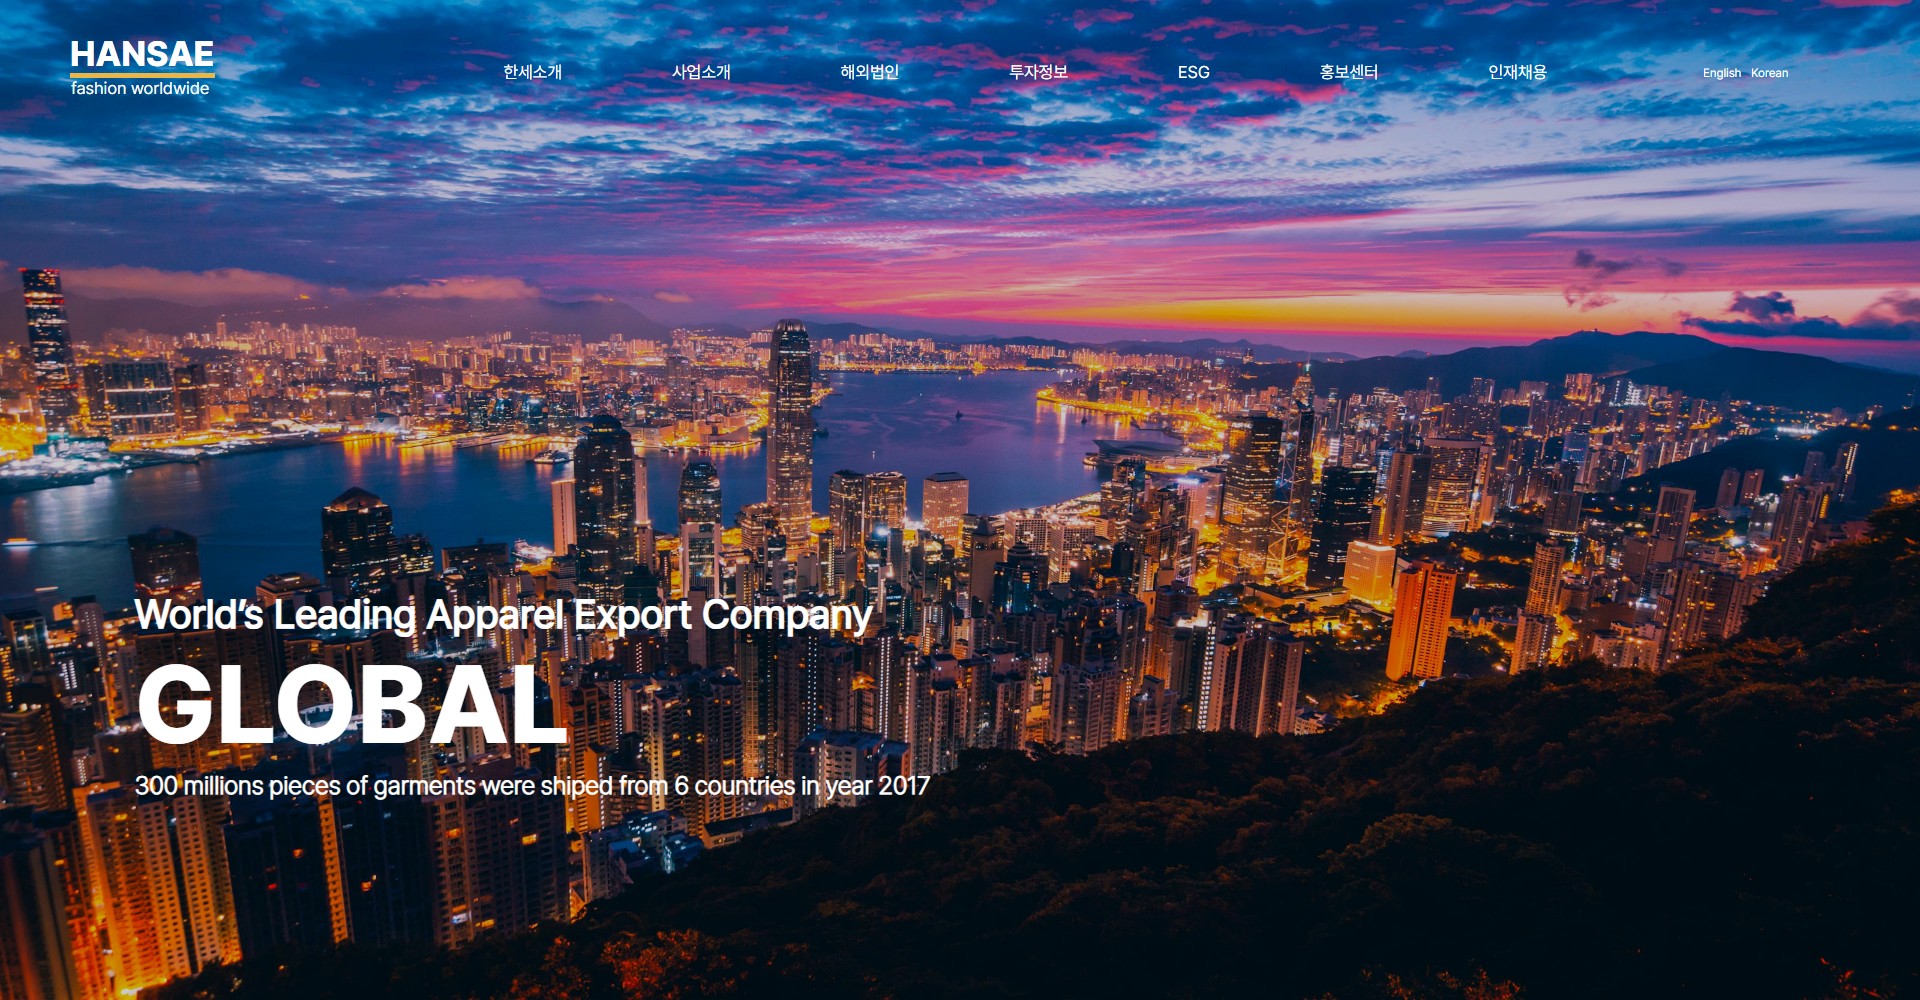 HANSAE
fashion worldwide
한세소개
사업소개
해외법인
투자정보
ESG
홍보센터
인재채용
English Korean
World's Leading Apparel Export Company
GLOBAL
300 millions pieces of garments were shiped from 6 countries in year 2017